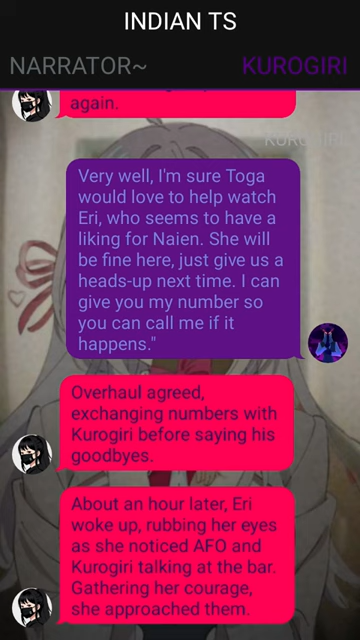 INDIAN TS
NARRATOR~ KUROGIRI
again.
KUROGIRI
Very well, I'm sure Toga
would love to help watch
Eri, who seems to have a
liking for Naien. She will
be fine here, just give us a
heads-up next time. I can
give you my number so
you can call me if it
happens."
Overhaul agreed,
exchanging numbers with
Kurogiri before saying his
goodbyes.
About an hour later, Eri
woke up, rubbing her eyes
as she noticed AFO and
Kurogiri talking at the bar.
Gathering her courage,
she approached them.